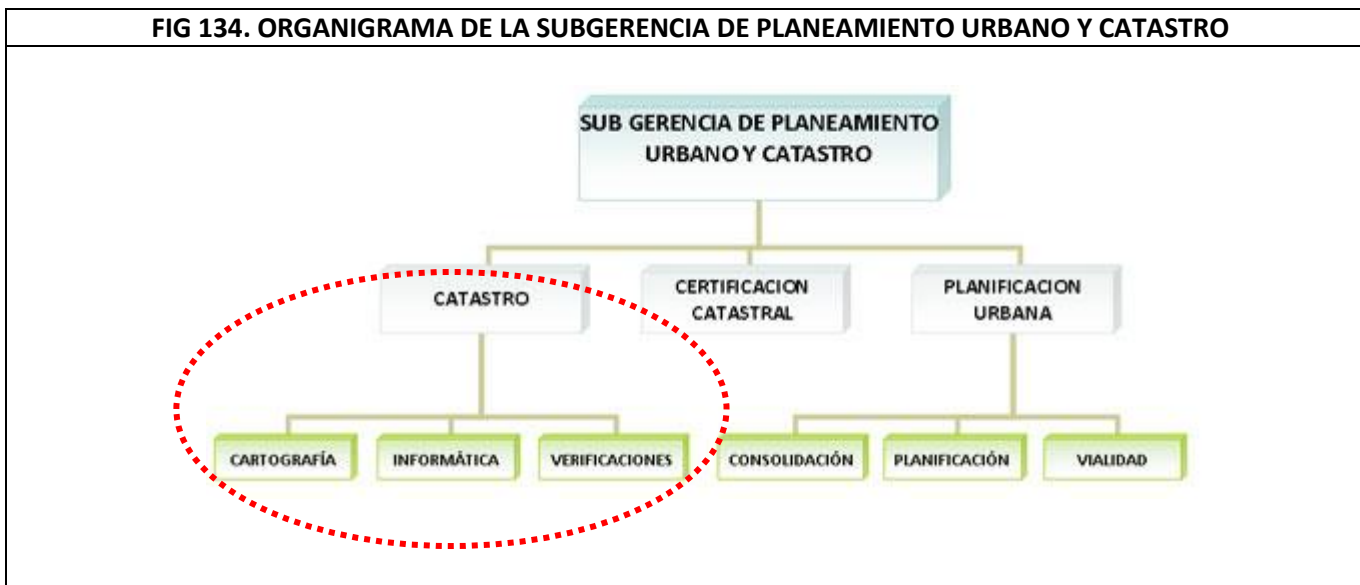 FIG 134. ORGANIGRAMA DE LA SUBGERENCIA DE PLANEAMIENTO URBANO Y CATASTRO
SUB GERENCIA DE PLANEAMIENTO
URBANO Y CATASTRO
CATASTRO
CERTIFICACION
CATASTRAL
PLANIFICACION
URBANA
CARTOGRAFÍA
INFORMÁTICA
VERIFICACIONES
CONSOLIDACIÓN
PLANIFICACIÓN
VIALIDAD